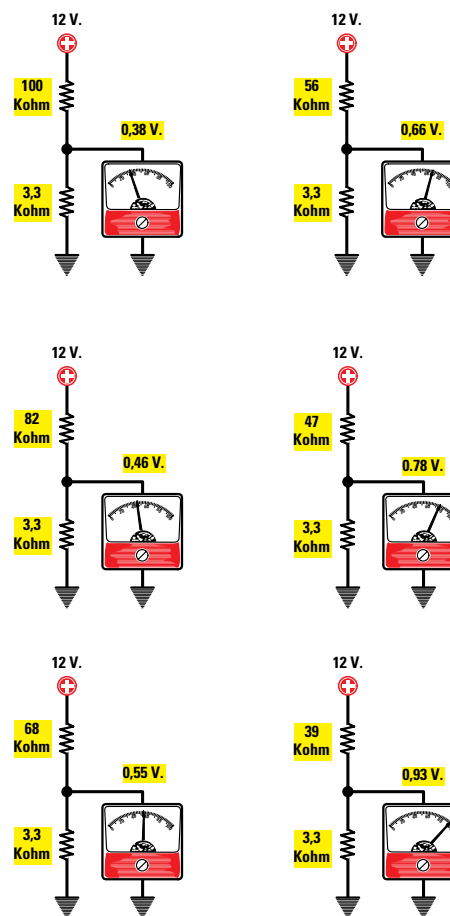 12 V.
100
Kohm
0,38 V.
3,3
Kohm
12 V.
56
Kohm
0,66 V.
3,3
Kohm
12 V.
82
Kohm
0,46 V.
3,3
Kohm
12 V.
47
Kohm
0.78 V.
3,3
Kohm
12 V.
68
Kohm
0,55 V.
3,3
Kohm
12 V.
39
Kohm
0,93 V.
3,3
Kohm